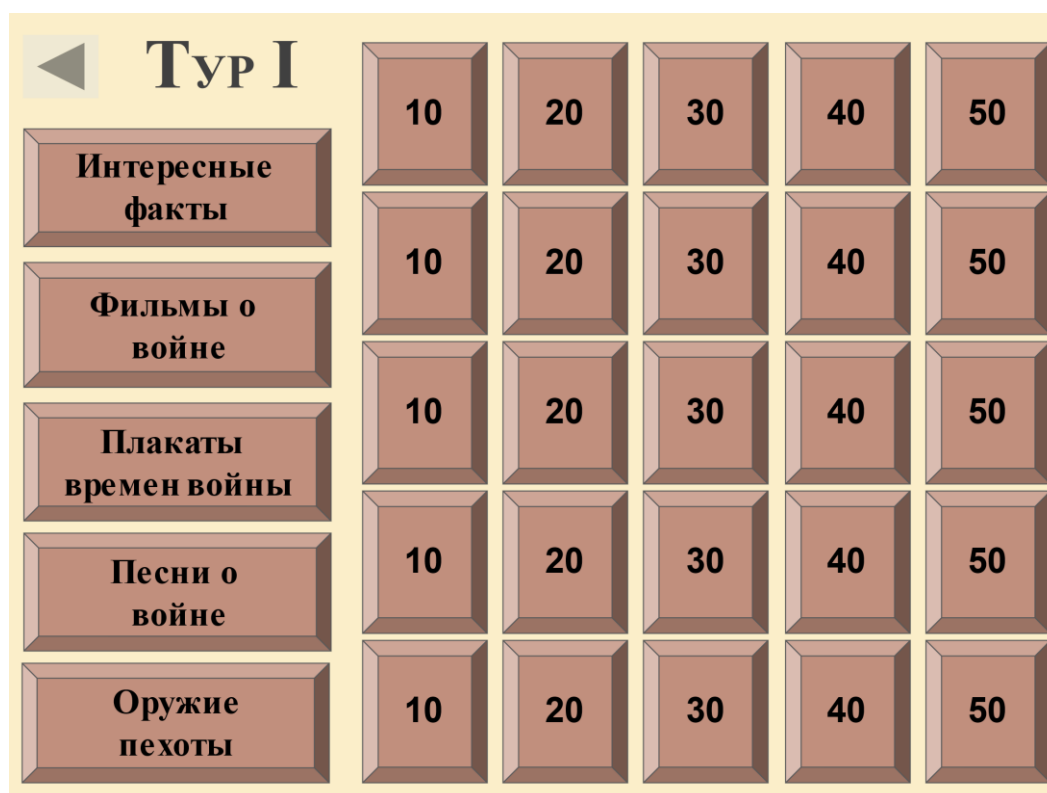 Тур I
10 20 30 40 50
Интересные
факты
10 20 30 40 50
Фильмы о
войне
10 20 30 40 50
Плакаты
времен войны
10 20 30 40 50
Песни о
войне
10 20 30 40 50
Оружие
пехоты